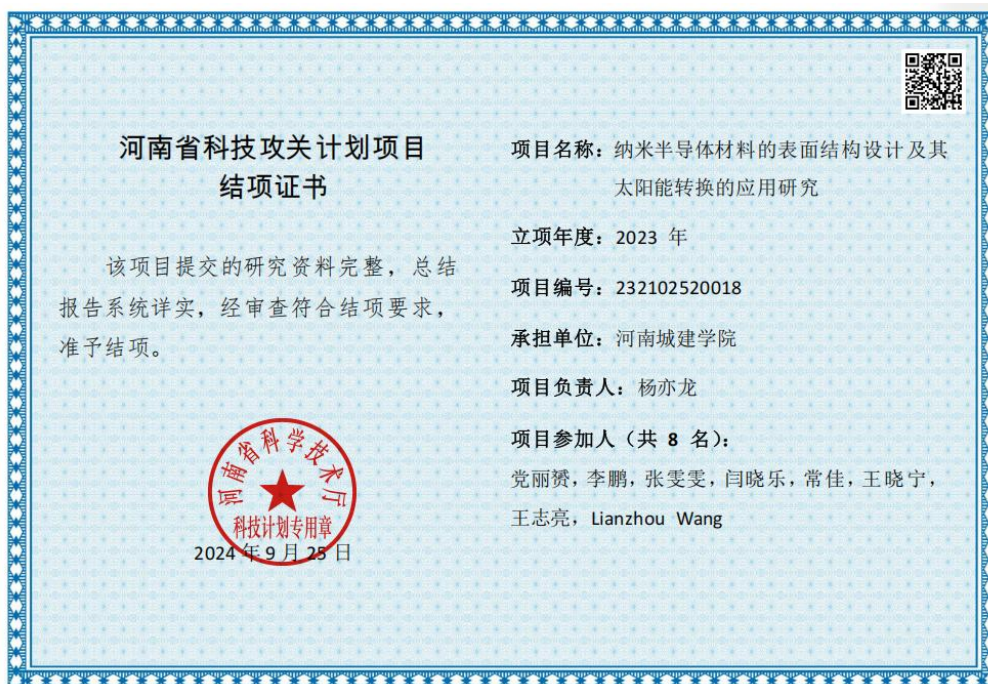 河南省科技攻关计划项目
结项证书
该项目提交的研究资料完整，总结
报告系统详实，经审查符合结项要求，
准予结项。
河南省科学技术厅
科技计划专用章
2024 年 9 月 25 日
项目名称：纳米半导体材料的表面结构设计及其
太阳能转换的应用研究
立项年度：2023 年
项目编号：232102520018
承担单位：河南城建学院
项目负责人：杨亦龙
项目参加人（共 8 名）：
党丽赟，李鹏，张雯雯，闫晓乐，常佳，王晓宁，
王志亮，Lianzhou Wang